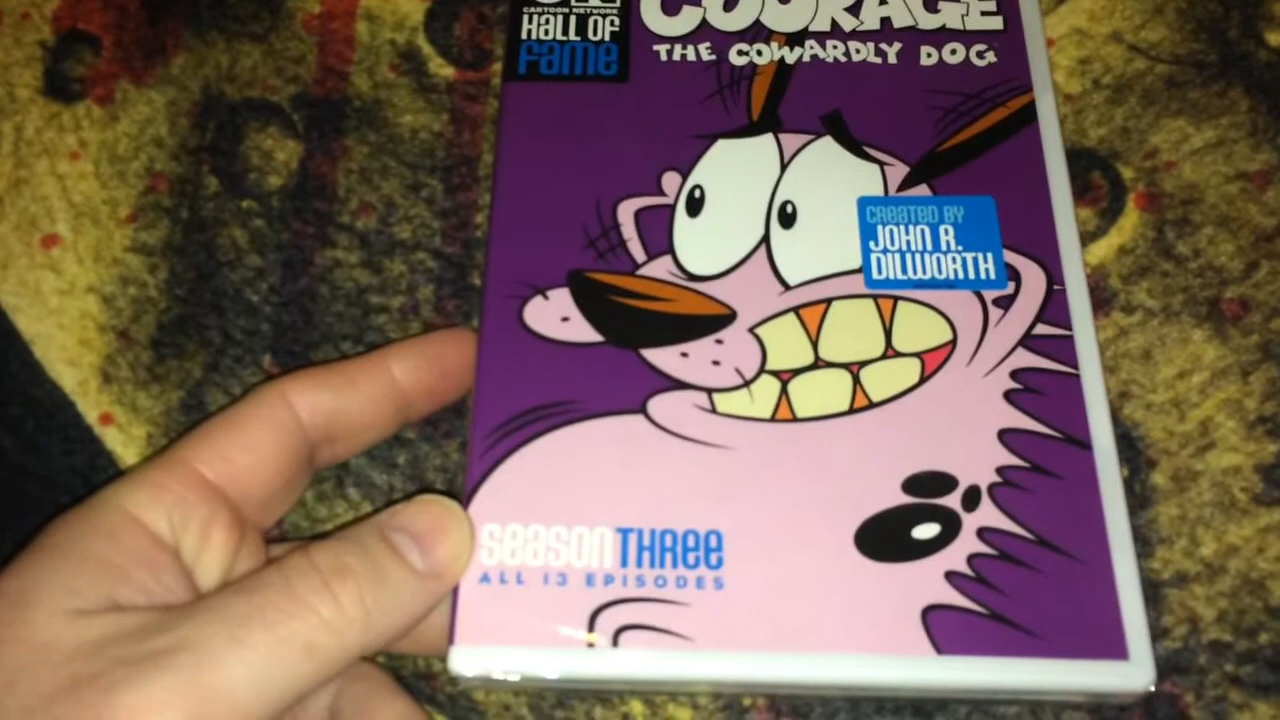 CARTOON NETWORK
HALL OF
Fame
COURAGE
THE COWARDLY DOG
CREATED BY
JOHN R.
DILWORTH
SEASON THREE
ALL 13 EPISODES